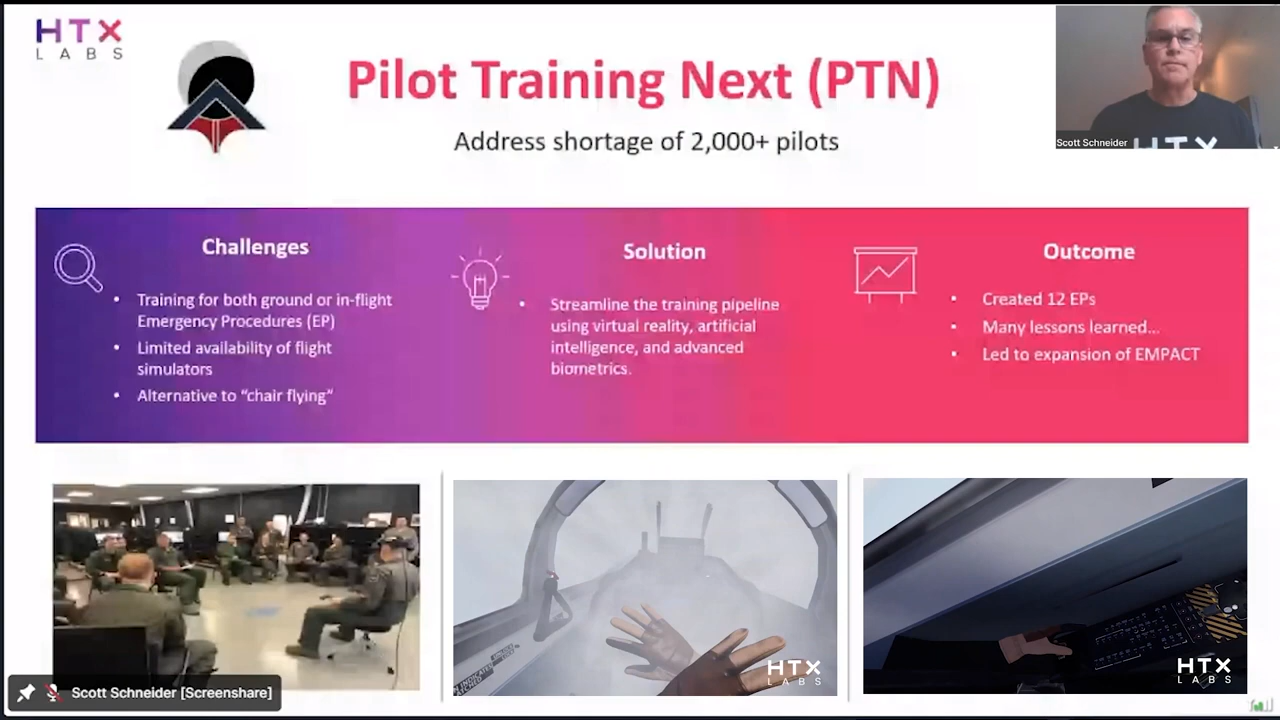 HTX
LABS
Pilot Training Next (PTN)
Address shortage of 2,000+ pilots
Scott Schneider
HTX
Challenges
• Training for both ground or in-flight
Emergency Procedures (EP)
• Limited availability of flight
simulators
• Alternative to “chair flying”
Solution
• Streamline the training pipeline
using virtual reality, artificial
intelligence, and advanced
biometrics.
Outcome
• Created 12 EPs
• Many lessons learned...
• Led to expansion of EMPACT
HTX
LABS
HTX
LABS
Scott Schneider [Screenshare]